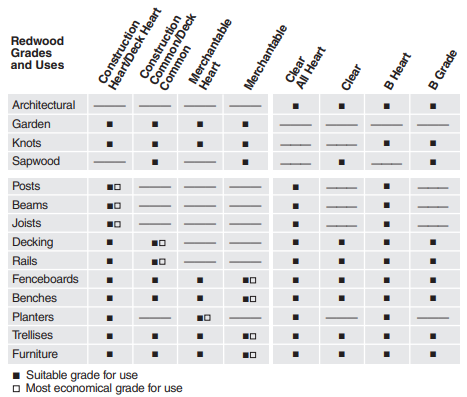 Redwood
Grades
and Uses
Construction
Heart/Deck Heart
Construction
Common/Deck
Common
Merchantable
Heart
Merchantable
Clear
All Heart
Clear
B Heart
B Grade
Architectural
Garden
Knots
Sapwood
Posts
Beams
Joists
Decking
Rails
Fenceboards
Benches
Planters
Trellises
Furniture
Suitable grade for use
Most economical grade for use